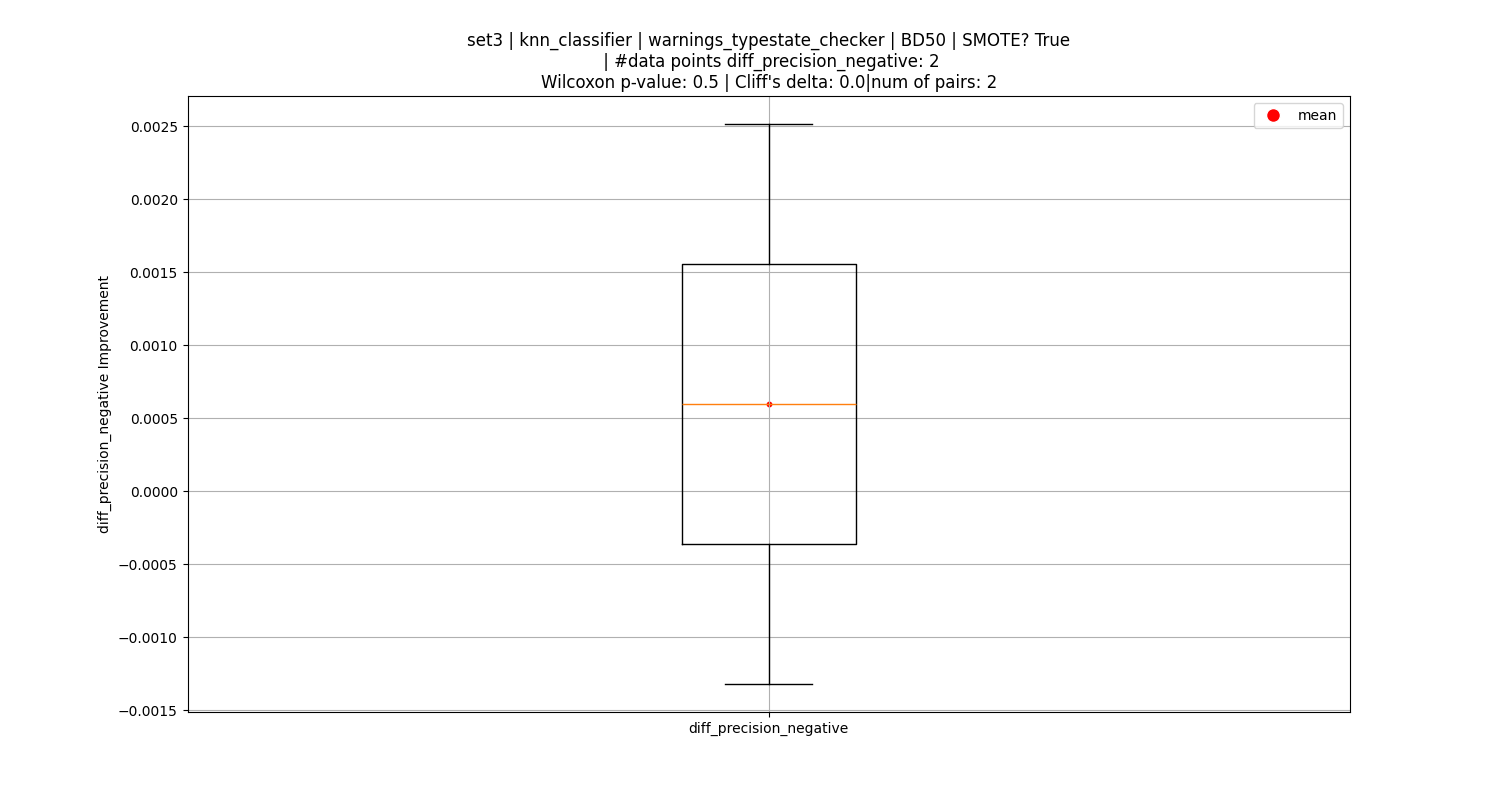 set3 | knn_classifier | warnings_typestate_checker | BD50 | SMOTE? True
| #data points diff_precision_negative: 2
Wilcoxon p-value: 0.5 | Cliff's delta: 0.0|num of pairs: 2
mean
0.0025
0.0020
0.0015
0.0010
0.0005
0.0000
−0.0005
−0.0010
−0.0015
diff_precision_negative Improvement
diff_precision_negative